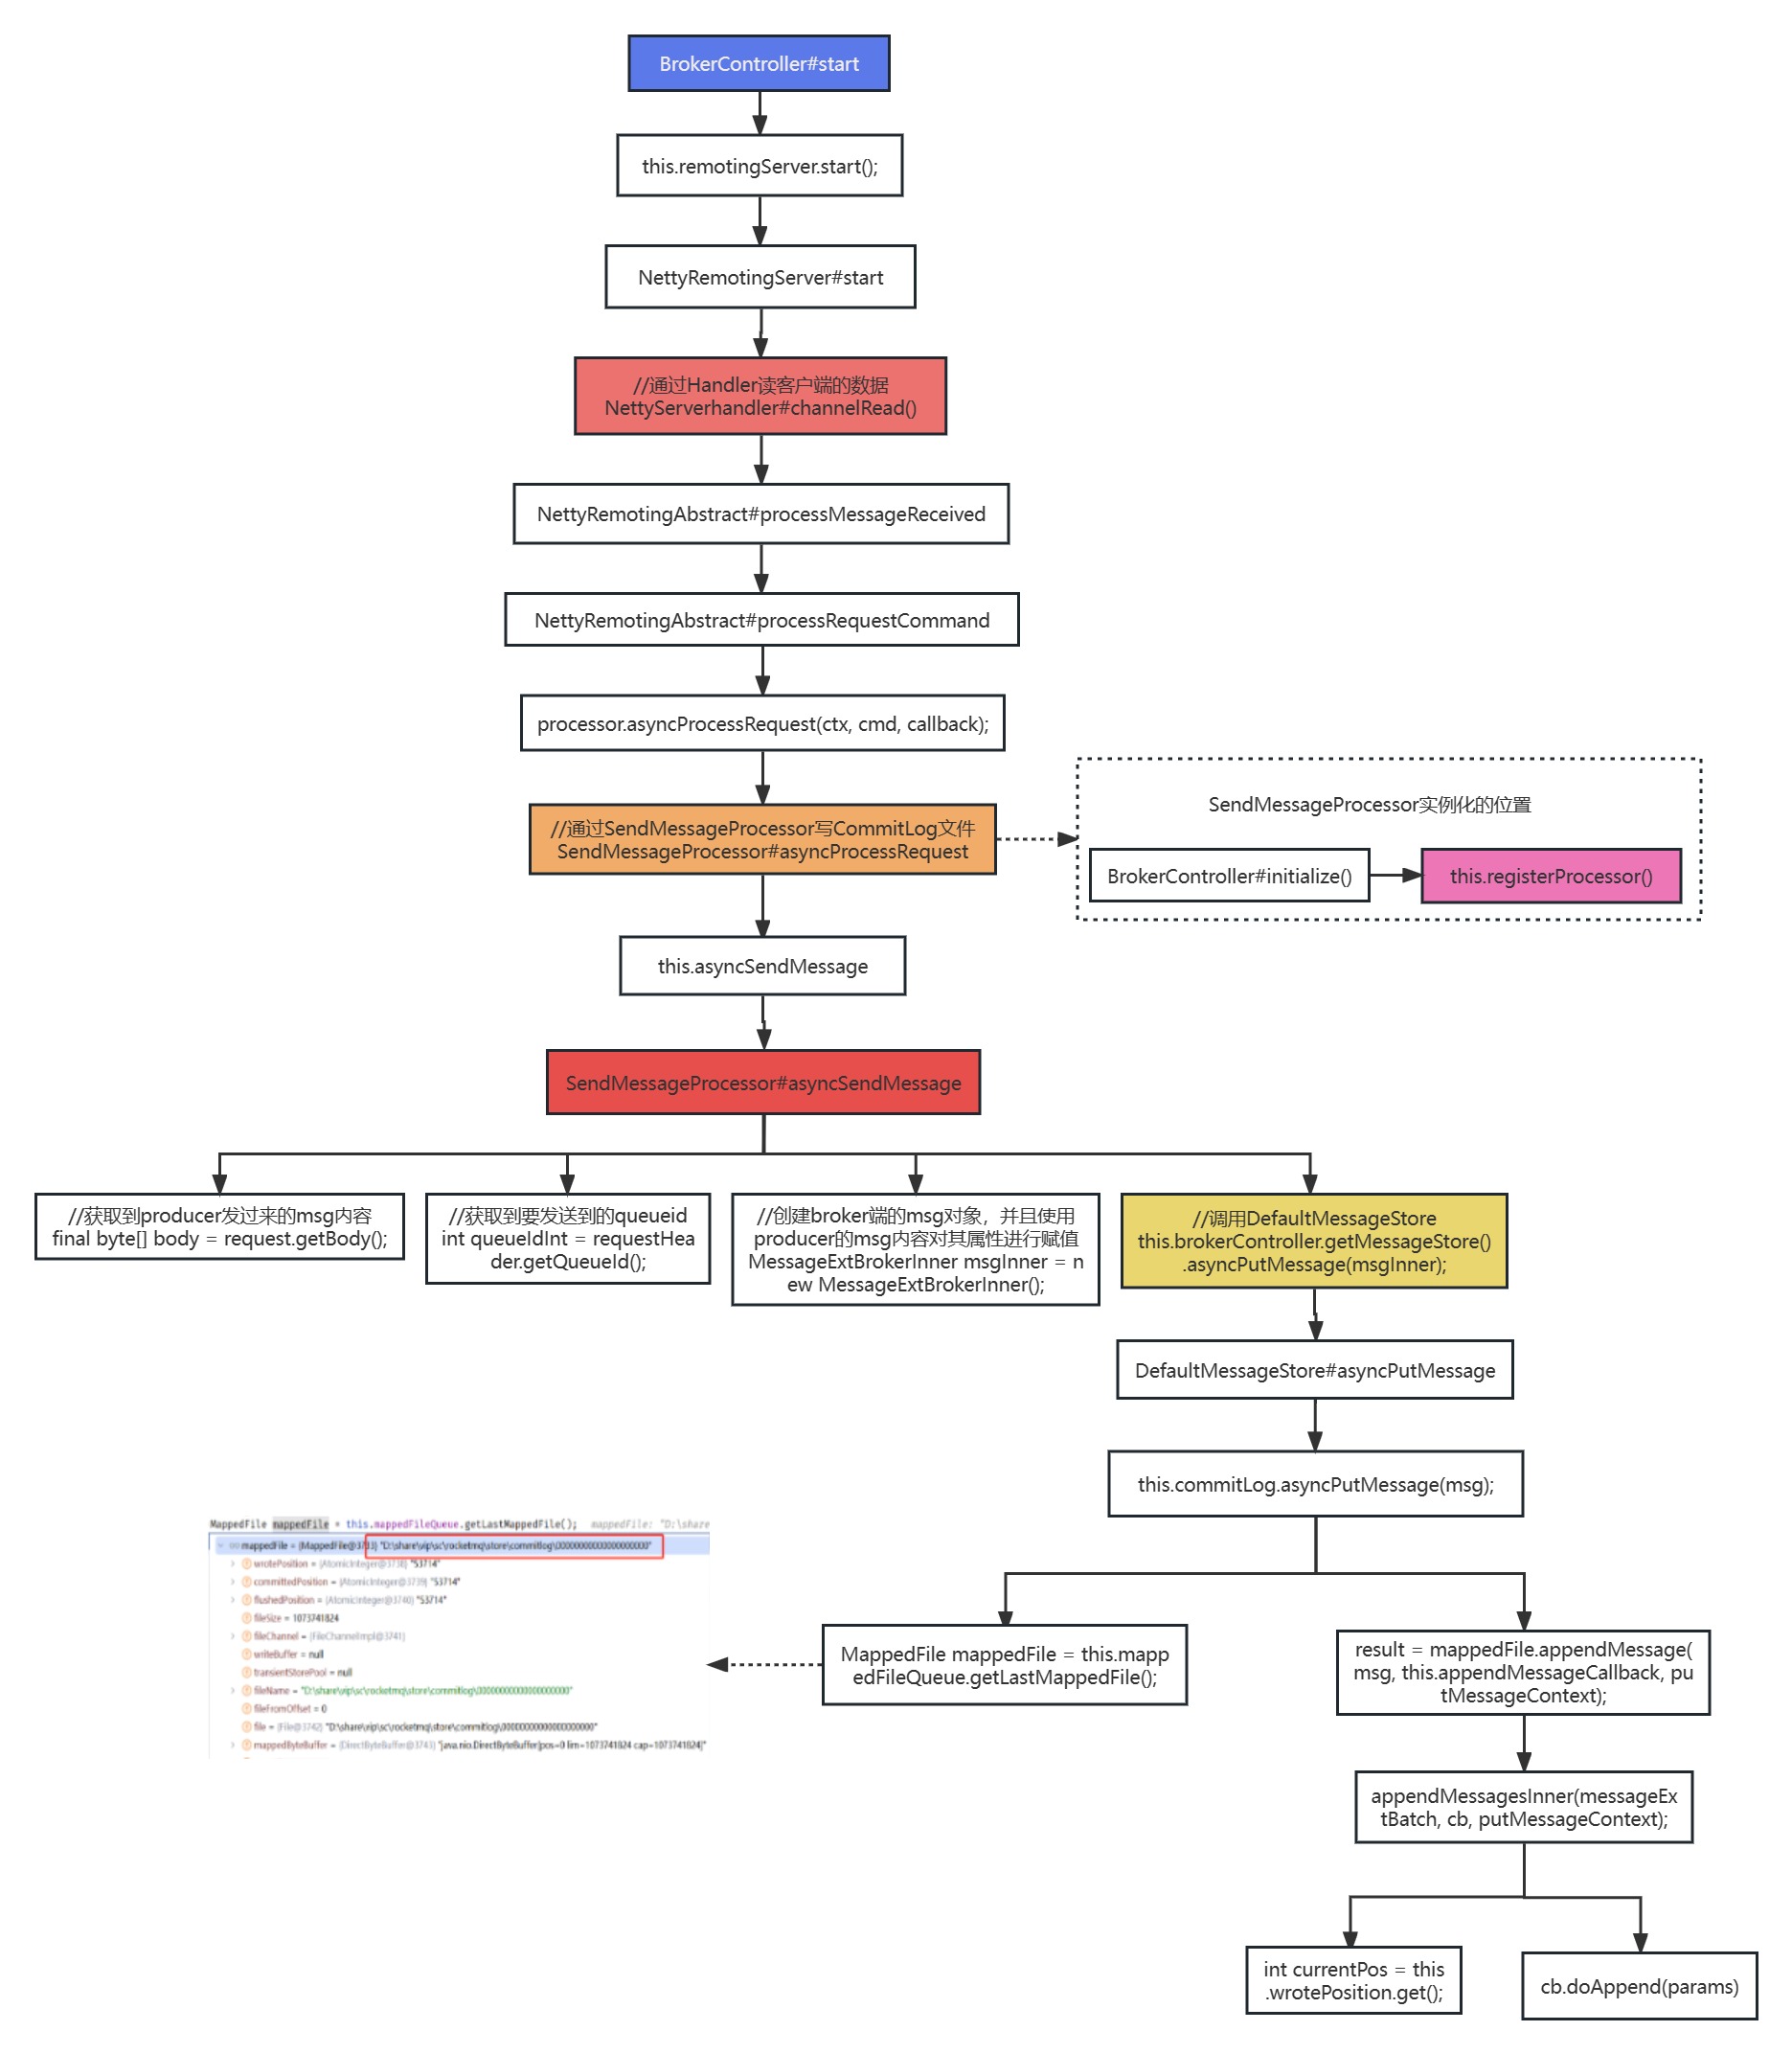 BrokerController#start
this.remotingServer.start();
NettyRemotingServer#start
//通过Handler读客户端的数据
NettyServerhandler#channelRead()
NettyRemotingAbstract#processMessageReceived
NettyRemotingAbstract#processRequestCommand
processor.asyncProcessRequest(ctx, cmd, callback);
//通过SendMessageProcessor写CommitLog文件
SendMessageProcessor#asyncProcessRequest
SendMessageProcessor实例化的位置
BrokerController#initialize()
this.registerProcessor()
this.asyncSendMessage
SendMessageProcessor#asyncSendMessage
//获取到producer发过来的msg内容
final byte[] body = request.getBody();
//获取到要发送到的queueid
int queueIdInt = requestHea
der.getQueueId();
//创建broker端的msg对象，并且使用
producer的msg内容对其属性进行赋值
MessageExtBrokerInner msgInner = n
ew MessageExtBrokerInner();
//调用DefaultMessageStore
this.brokerController.getMessageStore()
.asyncPutMessage(msgInner);
DefaultMessageStore#asyncPutMessage
this.commitLog.asyncPutMessage(msg);
MappedFile mappedFile = this.mapp
edFileQueue.getLastMappedFile();
result = mappedFile.appendMessage(
msg, this.appendMessageCallback, pu
tMessageContext);
appendMessagesInner(messageEx
tBatch, cb, putMessageContext);
int currentPos = this
.wrotePosition.get();
cb.doAppend(params)
MappedFile mappedFile = this.mappedFileQueue.getLastMappedFile(); mappedFile: "D:\share
mappedFile = {MappedFile@3733} "D:\share\vip\sc\rocketmq\store\commitlog\00000000000000000000"
wrotePosition = {AtomicInteger@3738} "53714"
committedPosition = {AtomicInteger@3739} "53714"
flushedPosition = {AtomicInteger@3740} "53714"
fileSize = 1073741824
fileChannel = {FileChannelImpl@3741}
writeBuffer = null
transientStorePool = null
fileName = "D:\share\vip\sc\rocketmq\store\commitlog\00000000000000000000"
fileFromOffset = 0
file = {File@3742} "D:\share\vip\sc\rocketmq\store\commitlog\00000000000000000000"
mappedByteBuffer = {DirectByteBuffer@3743} "java.nio.DirectByteBuffer[pos=0 lim=1073741824 cap=1073741824]"